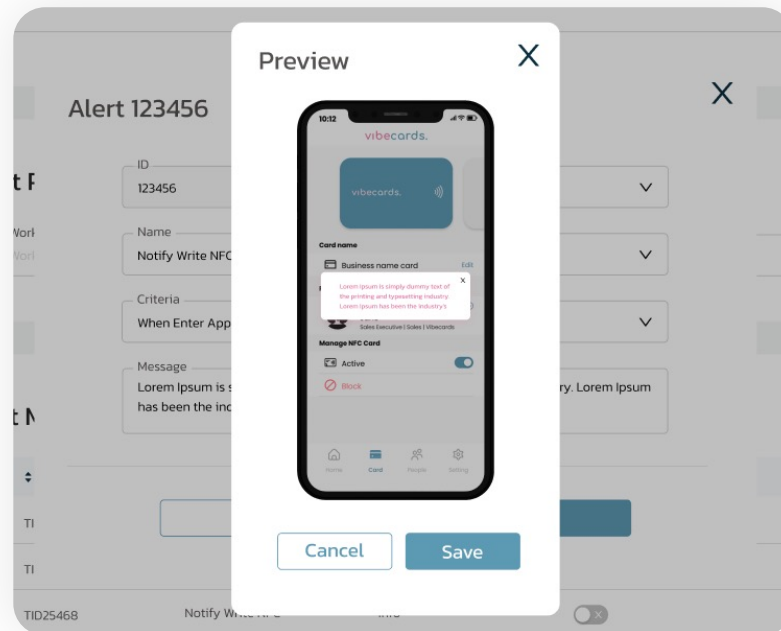 Preview
X
Alert 123456
X
ID
123456
Name
Notify Write NFC
Criteria
When Enter App
Message
Lorem Ipsum is
ry. Lorem Ipsum
has been the
10:12
vibecards.
vibecards.
Card name
Business name card
Edit
X
Lorem Ipsum is simply dummy text of
the printing and typesetting industry.
Lorem Ipsum has been the industry's
Sales Executive | Sales | Vibecards
Manage NFC Card
Active
Block
Home
Card
People
Setting
Cancel
Save
TI
TI
TID25468
Notify
NFC